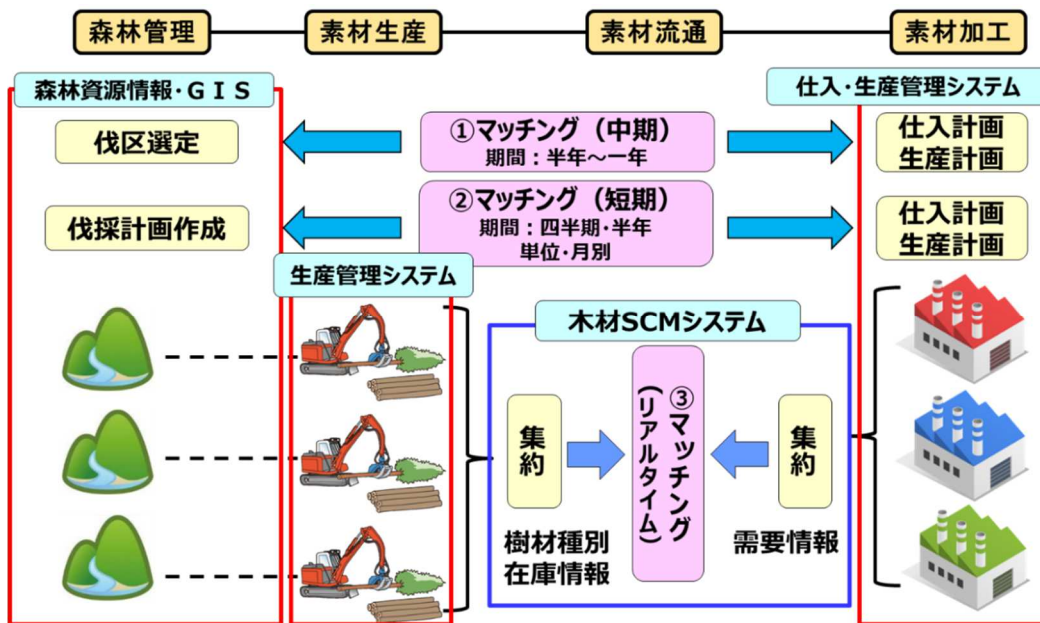 森林管理
素材生産
素材流通
素材加工
森林資源情報・ＧＩＳ
仕入・生産管理システム
伐区選定
①マッチング（中期）
期間：半年～一年
仕入計画
生産計画
伐採計画作成
②マッチング（短期）
期間：四半期・半年
単位・月別
仕入計画
生産計画
生産管理システム
木材SCMシステム
集約
③マッチング
(リアルタイム)
集約
樹材種別
在庫情報
需要情報